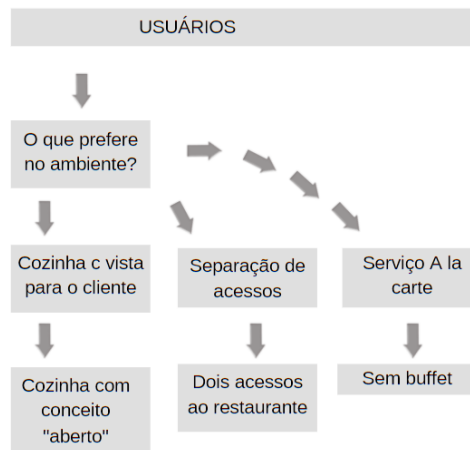 USUÁRIOS
O que prefere
no ambiente?
Cozinha c vista
para o cliente
Separação de
acessos
Serviço A la
carte
Cozinha com
conceito
"aberto"
Dois acessos
ao restaurante
Sem buffet